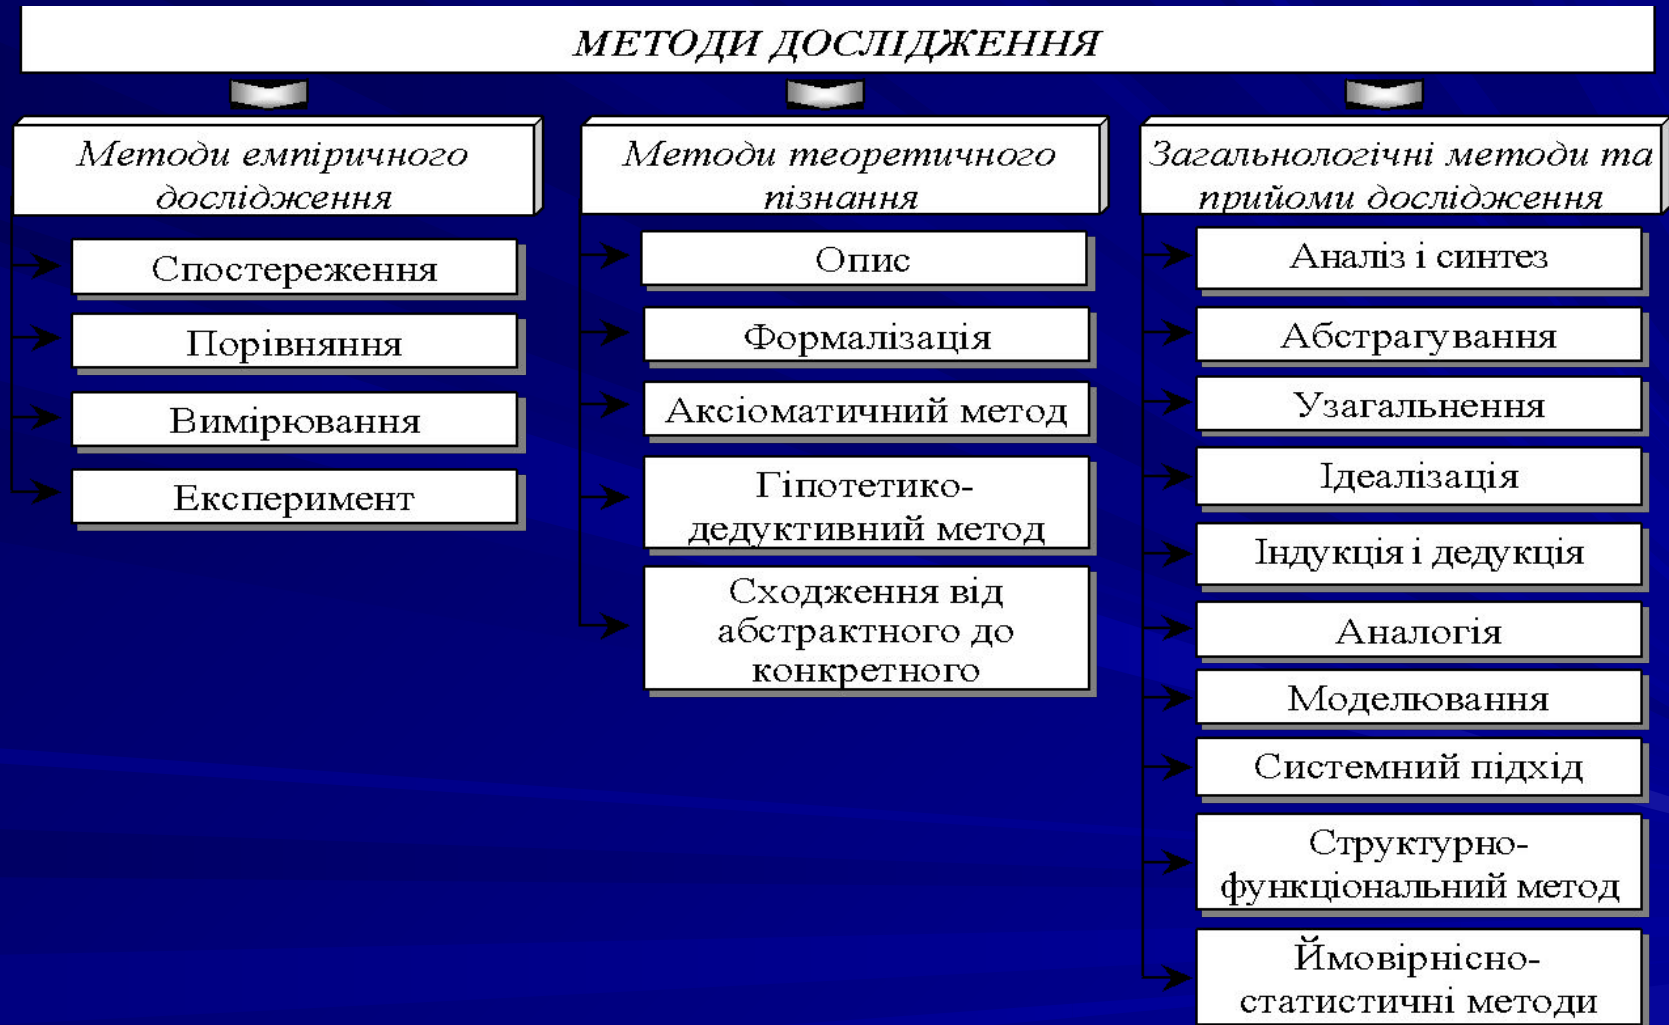 МЕТОДИ ДОСЛІДЖЕННЯ
Методи емпіричного
дослідження
Спостереження
Порівняння
Вимірювання
Експеримент
Методи теоретичного
пізнання
Опис
Формалізація
Аксіоматичний метод
Гіпотетико-
дедуктивний метод
Сходження від
абстрактного до
конкретного
Загальнологічні методи та
прийоми дослідження
Аналіз і синтез
Абстрагування
Узагальнення
Ідеалізація
Індукція і дедукція
Аналогія
Моделювання
Системний підхід
Структурно-
функціональний метод
Ймовірнісно-
статистичні методи